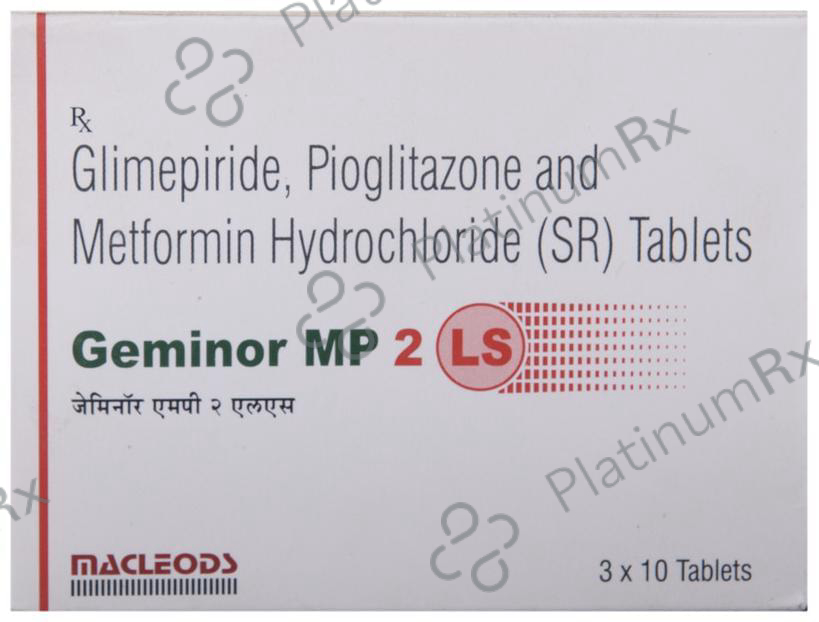 Rx
Glimepiride, Pioglitazone and
Metformin Hydrochloride (SR) Tablets
Geminor MP 2 LS
जेमिनॉर एमपी २ एलएस
MACLEODS
3 x 10 Tablets
PlatinumRx
PlatinumRx